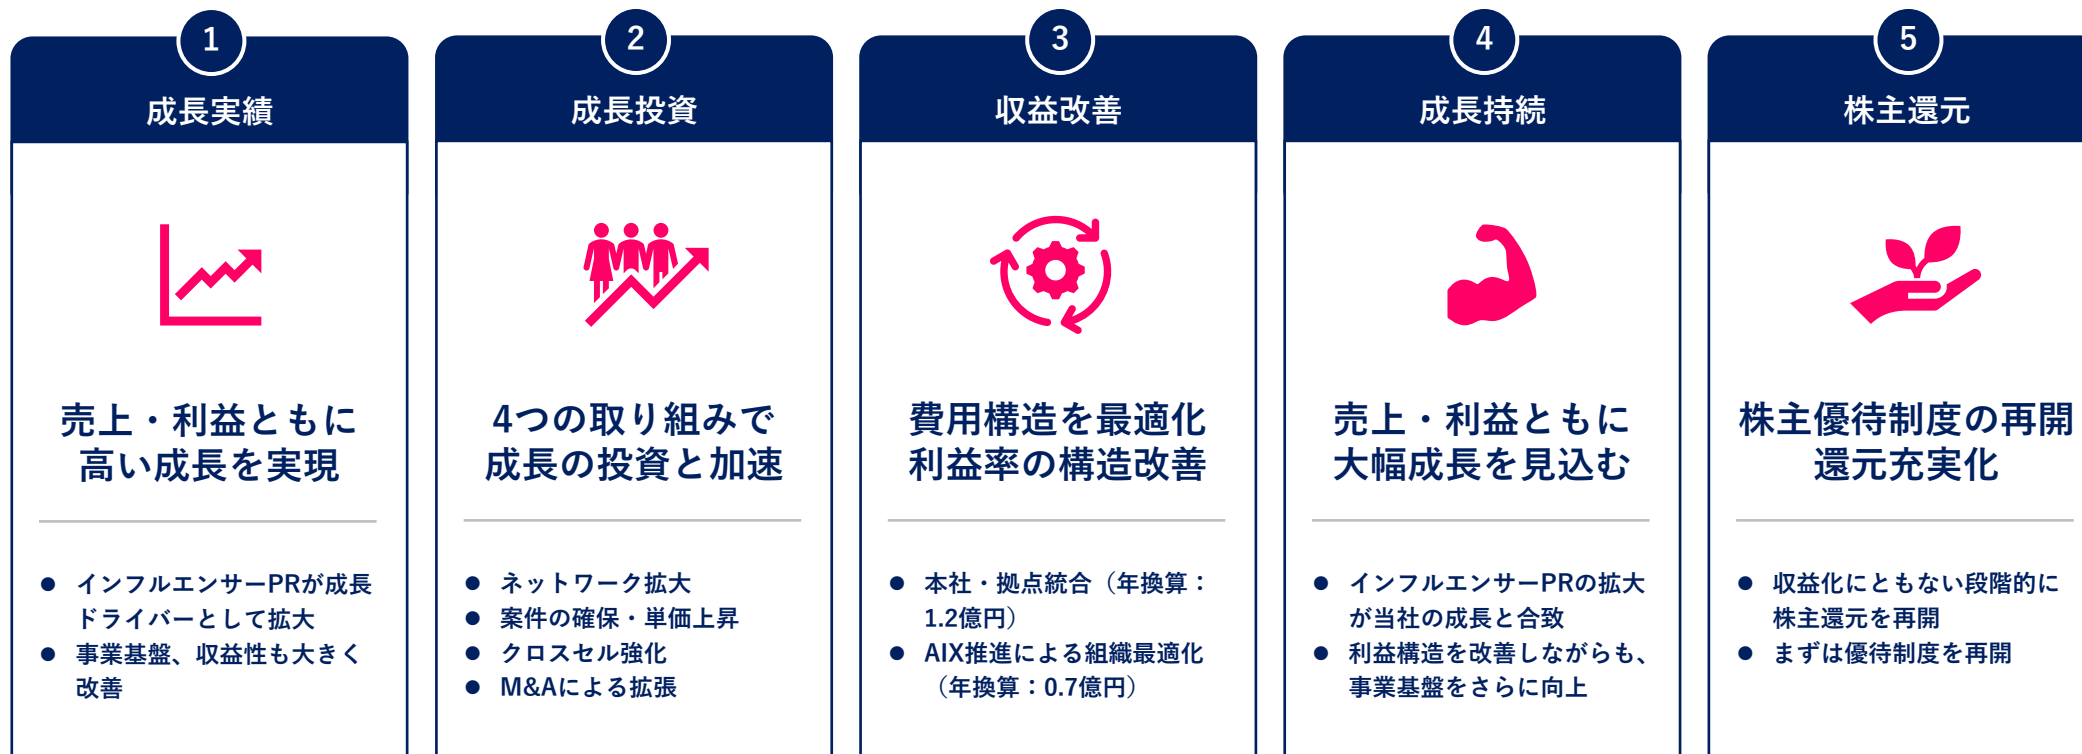 1
成長実績
売上・利益ともに
高い成長を実現
● インフルエンサーPRが成長
ドライバーとして拡大
● 事業基盤、収益性も大きく
改善
2
成長投資
4つの取り組みで
成長の投資と加速
● ネットワーク拡大
● 案件の確保・単価上昇
● クロスセル強化
● M&Aによる拡張
3
収益改善
費用構造を最適化
利益率の構造改善
● 本社・拠点統合（年換算：
1.2億円）
● AIX推進による組織最適化
（年換算：0.7億円）
4
成長持続
売上・利益ともに
大幅成長を見込む
● インフルエンサーPRの拡大
が当社の成長と合致
● 利益構造を改善しながらも、
事業基盤をさらに向上
5
株主還元
株主優待制度の再開
還元充実化
● 収益化にともない段階的に
株主還元を再開
● まずは優待制度を再開